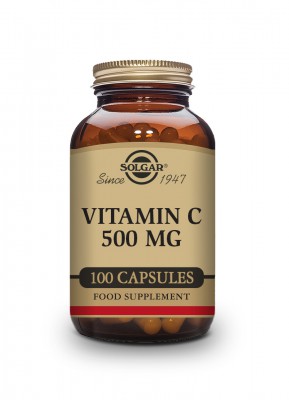 SOLGAR®
Since 1947
VITAMIN C
500 MG
100 CAPSULES
FOOD SUPPLEMENT